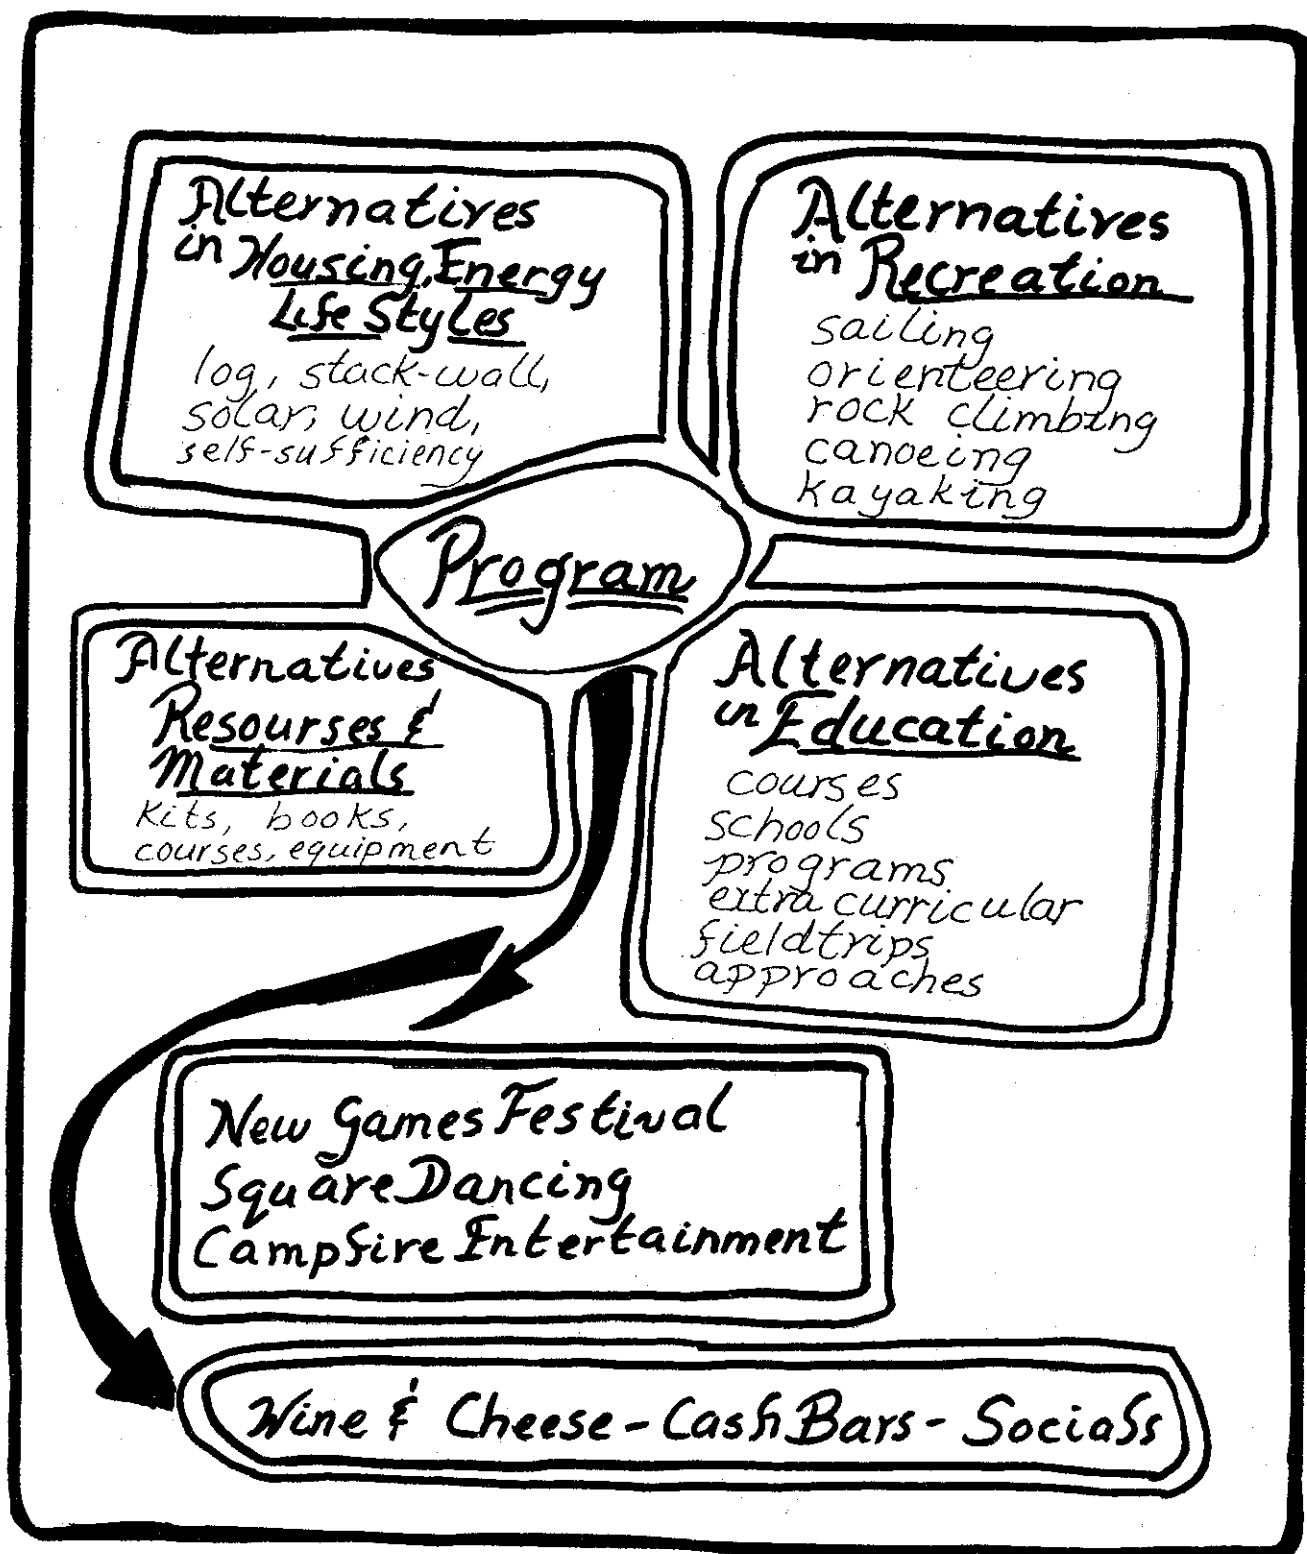 Alternatives
in Housing, Energy
Life Styles
log, stack-wall,
solar, wind,
self-sufficiency
Alternatives
in Recreation
sailing
orienteering
rock climbing
canoeing
kayaking
Program
Alternatives
Resourses &
Materials
Kits, books,
courses, equipment
Alternatives
in Education
courses
schools
programs
extra curricular
fieldtrips
approaches
New Games Festival
Square Dancing
Campfire Entertainment
Wine & Cheese - Cash Bars - Socials